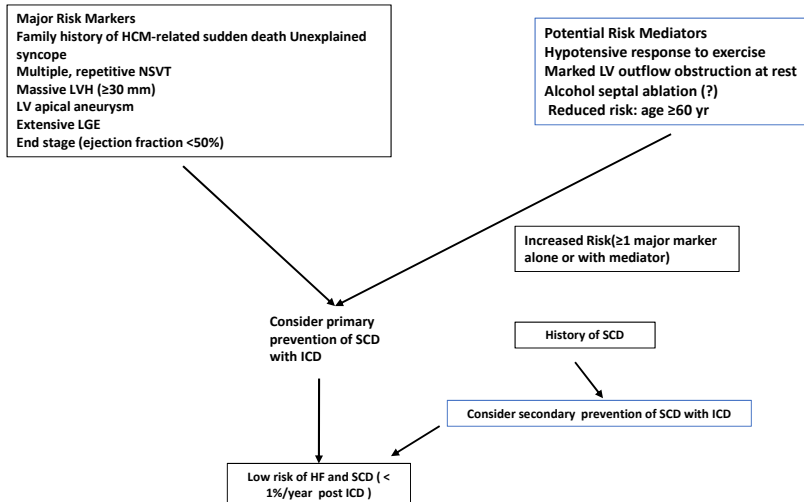 Major Risk Markers
Family history of HCM-related sudden death Unexplained
syncope
Multiple, repetitive NSVT
Massive LVH (≥30 mm)
LV apical aneurysm
Extensive LGE
End stage (ejection fraction <50%)
Potential Risk Mediators
Hypotensive response to exercise
Marked LV outflow obstruction at rest
Alcohol septal ablation (?)
Reduced risk: age ≥60 yr
Increased Risk(≥1 major marker
alone or with mediator)
Consider primary
prevention of SCD
with ICD
History of SCD
Consider secondary prevention of SCD with ICD
Low risk of HF and SCD ( <
1%/year post ICD )